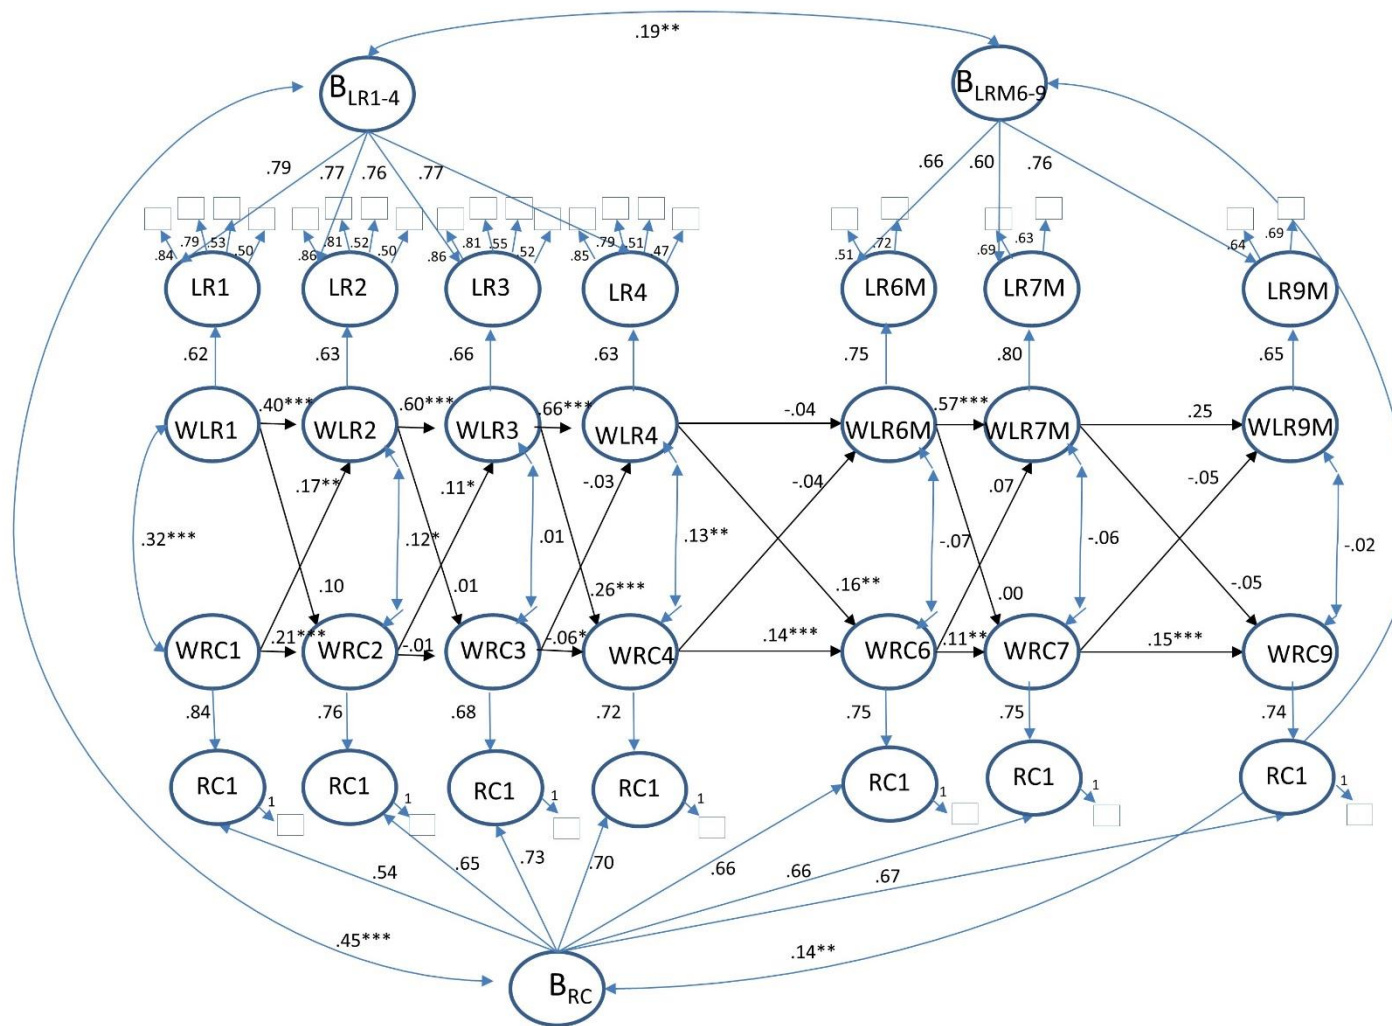 .19**
B LR1-4
B LRM6-9
.79 .77 .76 .77 .66 .60 .76
.84 .79 .53 .50 .86 .81 .52 .50 .86 .81 .55 .52 .85 .79 .51 .47 .51 .72 .69 .63 .64 .69
LR1 LR2 LR3 LR4 LR6M LR7M LR9M
.62 .63 .66 .63 .75 .80 .65
.40*** .60*** .66*** -.04 .57*** .25
WLR1 WLR2 WLR3 WLR4 WLR6M WLR7M WLR9M
.17** .11* -.03 -.04 .07 -.05
.32*** .12* .01 .13** -.07 -.06 -.02
.10 .01 .26*** .16** .00 -.05
.21*** -.01 -.06* .14*** .11** .15***
WRC1 WRC2 WRC3 WRC4 WRC6 WRC7 WRC9
.84 .76 .68 .72 .75 .75 .74
RC1 RC1 RC1 RC1 RC1 RC1 RC1
1 1 1 1 1 1 1
.54 .65 .73 .70 .66 .66 .67
.45*** .14**
B RC